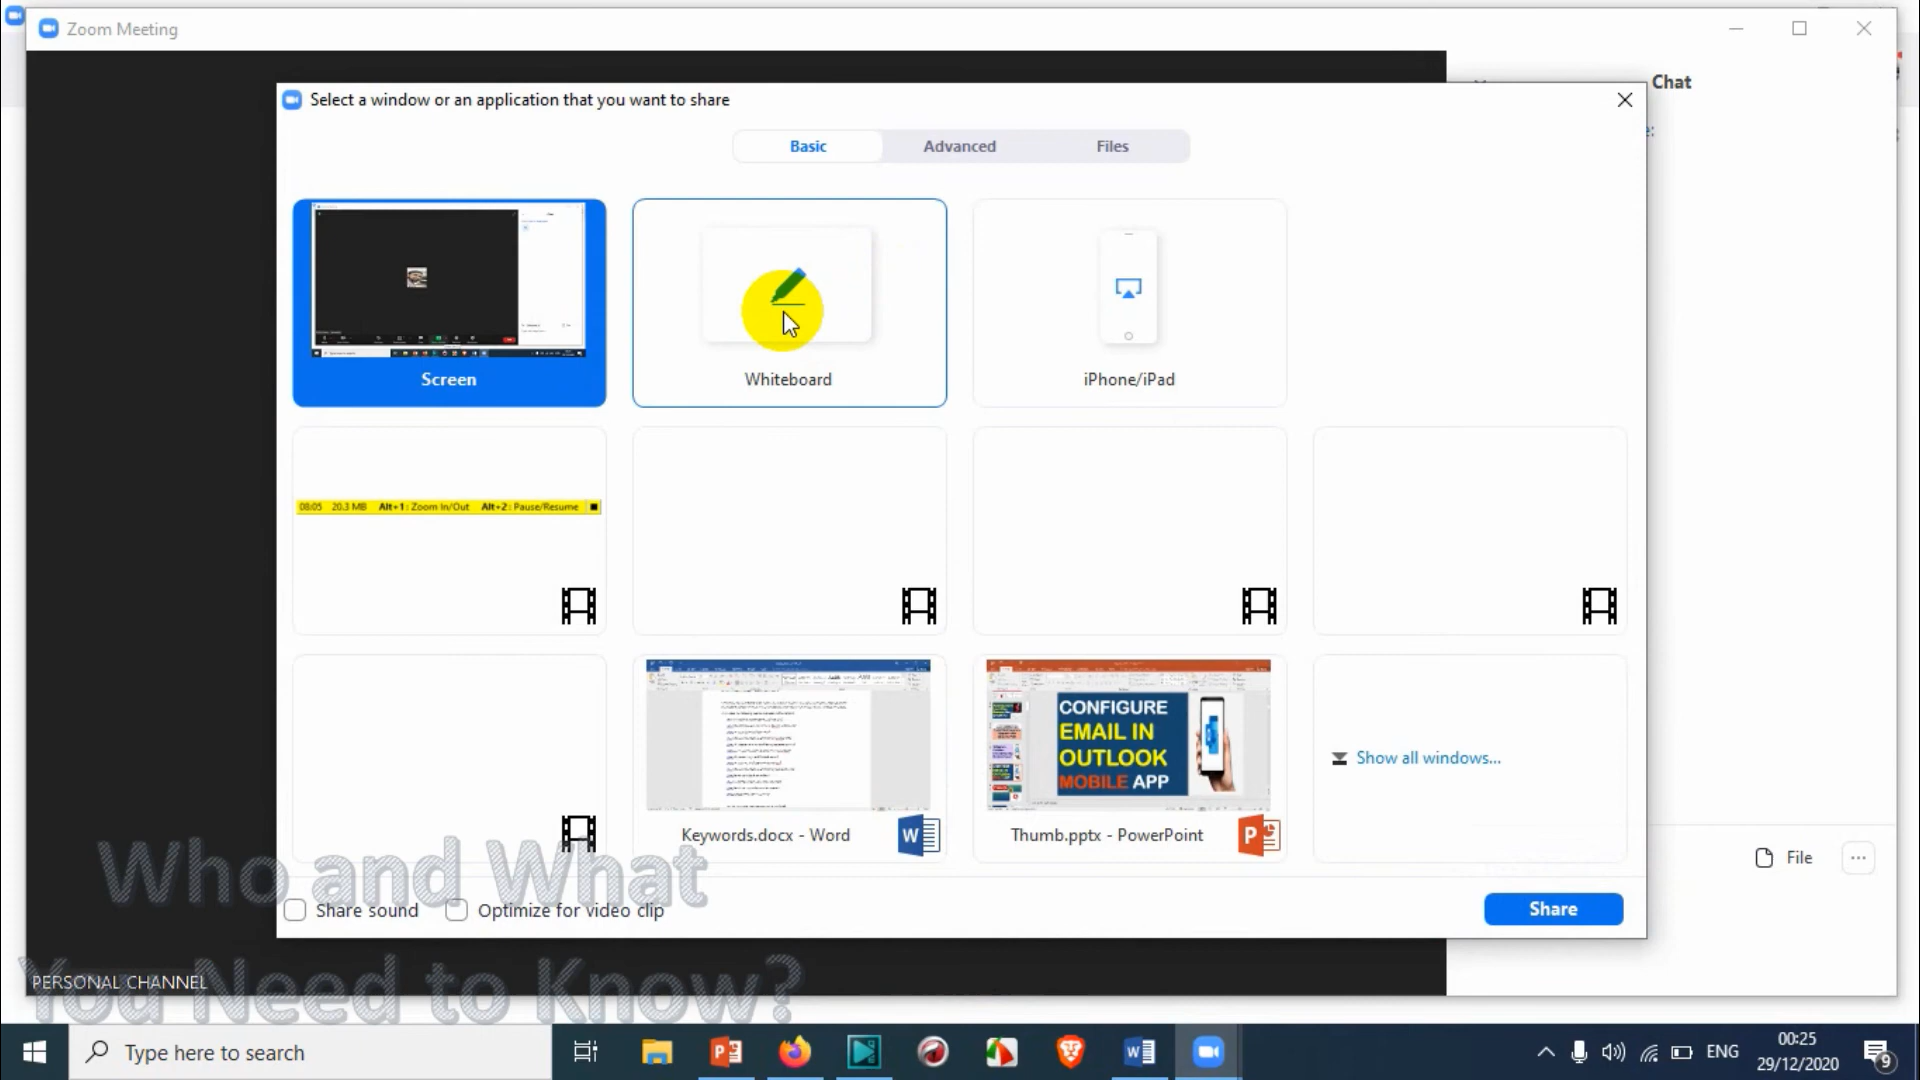 Zoom Meeting
Chat
Select a window or an application that you want to share
Basic
Advanced
Files
Screen
Whiteboard
iPhone/iPad
08:05 20.3 MB Alt+1: Zoom In/Out Alt+2: Pause/Resume
CONFIGURE
EMAIL IN
OUTLOOK
MOBILE APP
Show all windows...
Keywords.docx - Word
W
Thumb.pptx - PowerPoint
P
File
Who and What
Share sound
Optimize for video clip
Share
PERSONAL CHANNEL
You Need to Know?
Type here to search
ENG
00:25
29/12/2020
9